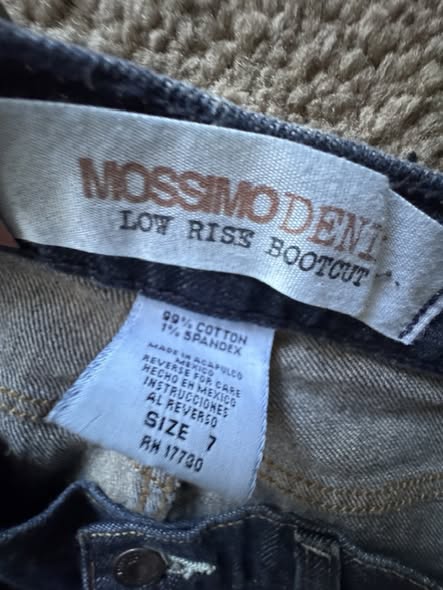 MOSSIMO DENI
LOW RISE BOOTCUT
99% COTTON
1% SPANDEX
MADE IN ACAPULCO
MEXICO
REVERSE FOR CARE
HECHO EN MEXICO
INSTRUCCIONES
AL REVERSO
SIZE 7
RN 17730